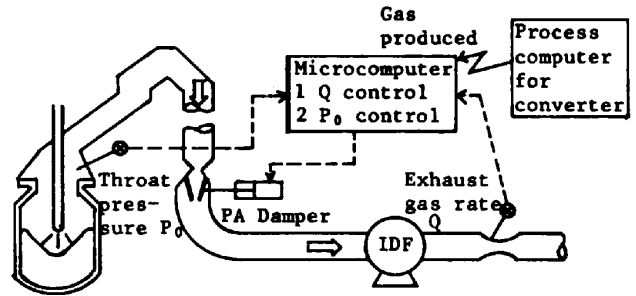 Gas
produced
Process
computer
for
converter
Microcomputer
1 Q control
2 P₀ control
Throat
pres-
sure P₀
PA Damper
Exhaust
gas rate
Q
IDF